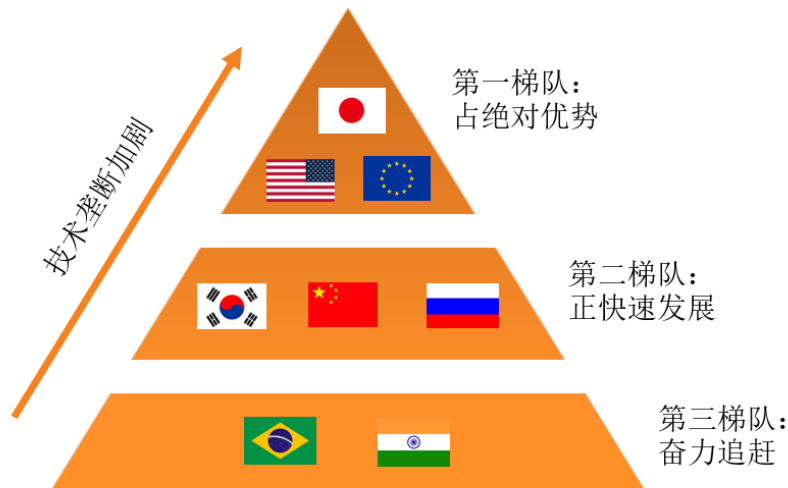 第一梯队：
占绝对优势
技术垄断加剧
第二梯队：
正快速发展
第三梯队：
奋力追赶